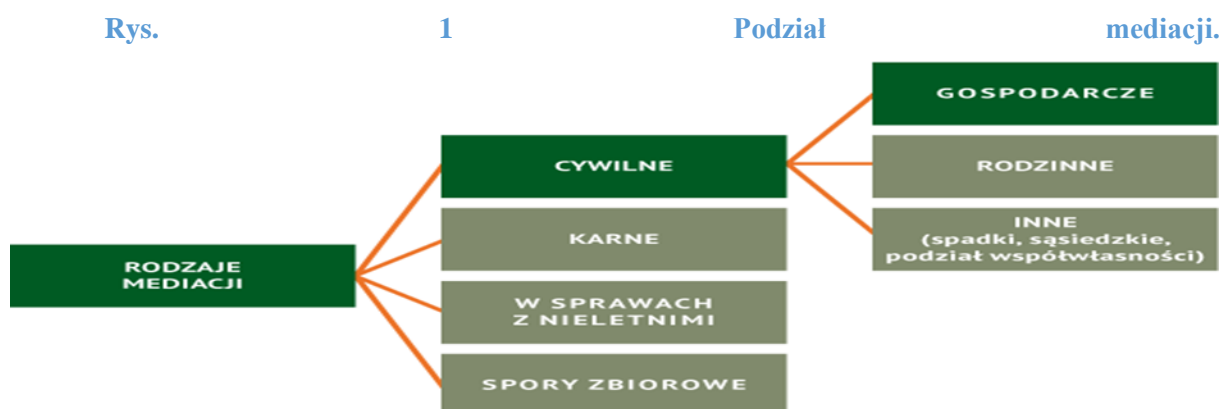 Rys. 1 Podział mediacji.
GOSPODARCZE
CYWILNE
RODZINNE
KARNE
INNE
(spadki, sąsiedzkie,
podział współwłasności)
RODZAJE
MEDIACJI
W SPRAWACH
Z NIELETNIMI
SPORY ZBIOROWE